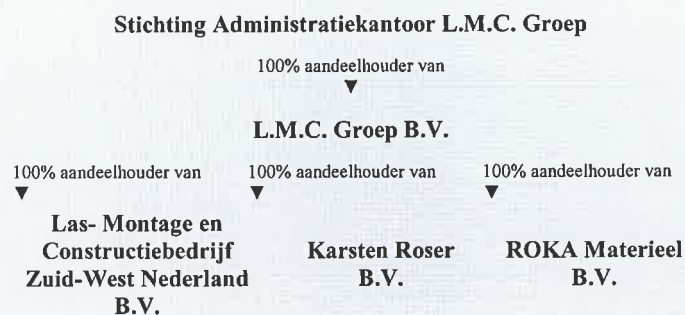 Stichting Administratiekantoor L.M.C. Groep
100% aandeelhouder van
▼
L.M.C. Groep B.V.
100% aandeelhouder van 100% aandeelhouder van 100% aandeelhouder van
▼ ▼ ▼
Las- Montage en
Constructiebedrijf
Zuid-West Nederland
B.V.
Karsten Roser
B.V.
ROKA Materieel
B.V.